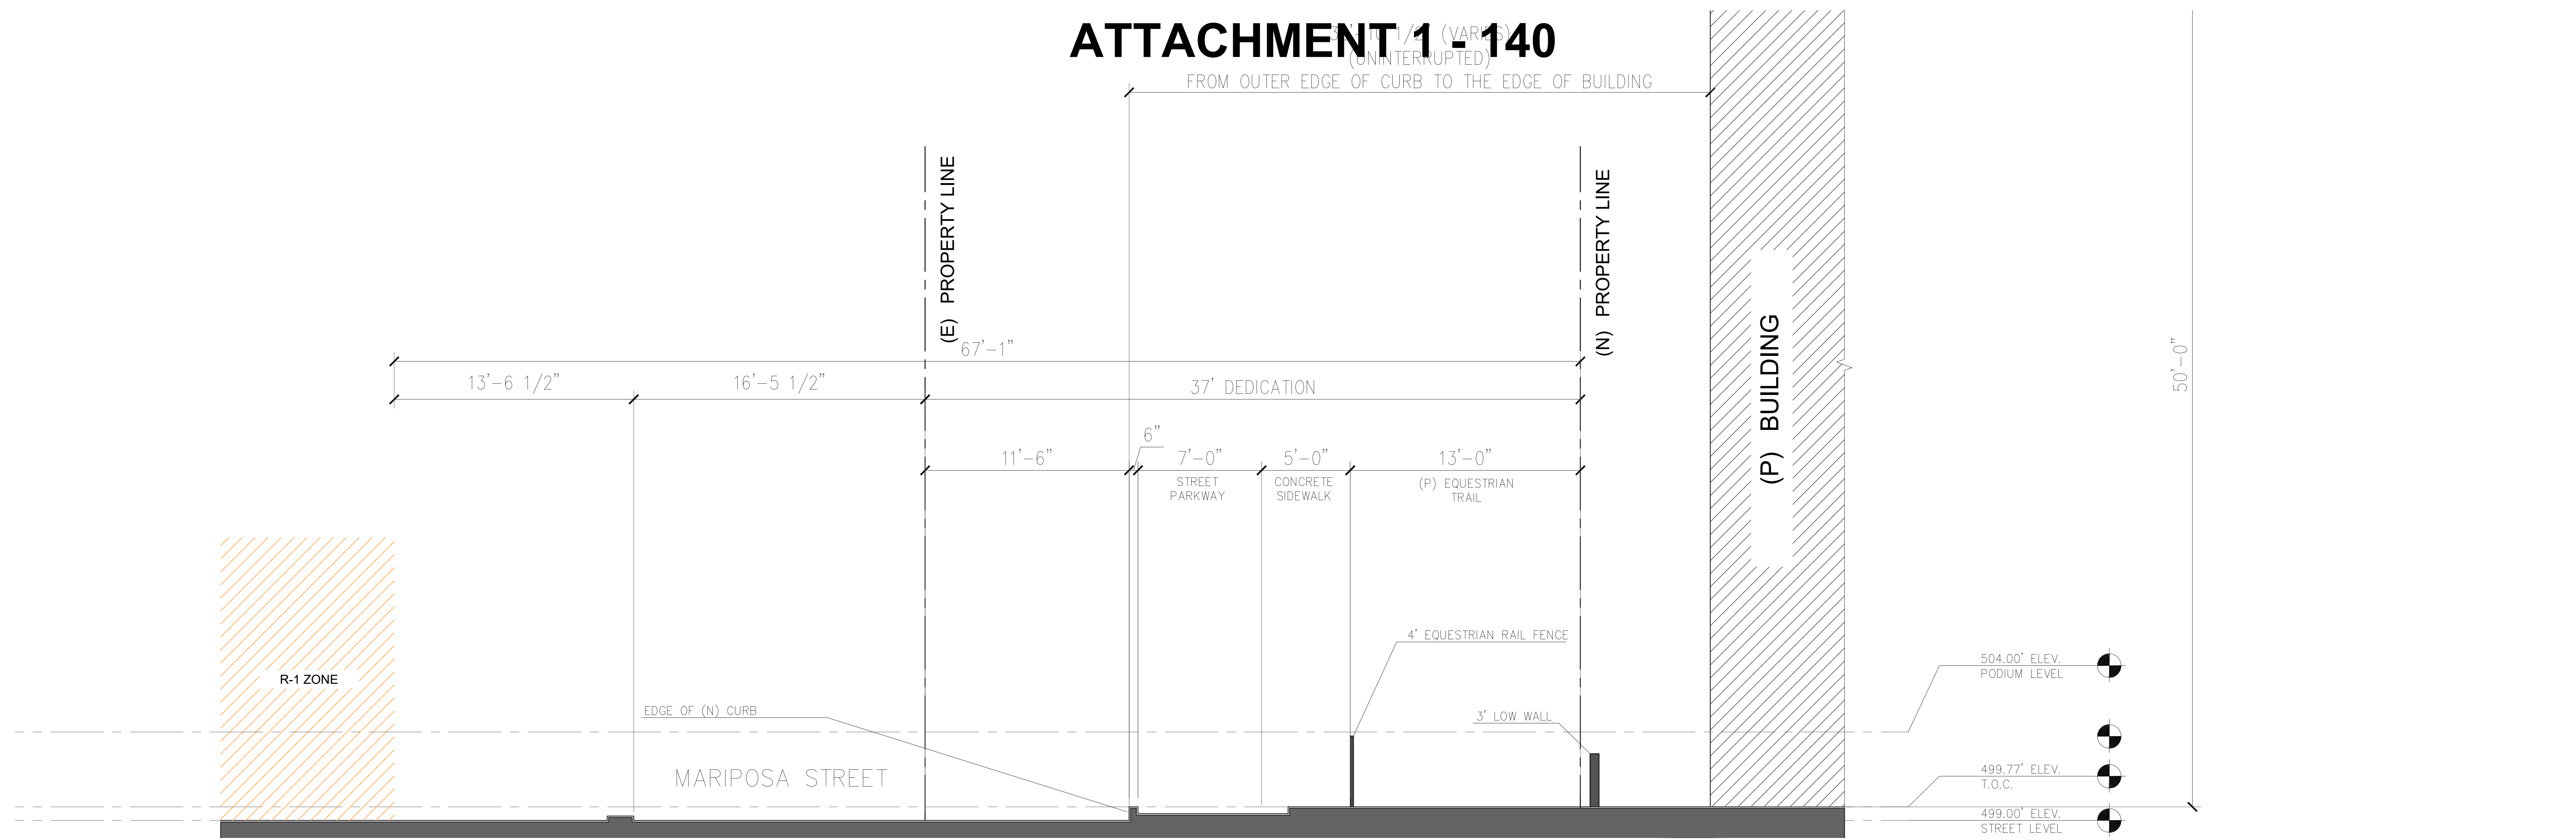 ATTACHMENT 1 - 140
(VARIES)
(UNINTERRUPTED)
FROM OUTER EDGE OF CURB TO THE EDGE OF BUILDING
(E) PROPERTY LINE
(N) PROPERTY LINE
67'-1"
13'-6 1/2"
16'-5 1/2"
37' DEDICATION
50'-0"
(P) BUILDING
6"
11'-6"
7'-0"
5'-0"
13'-0"
STREET
PARKWAY
CONCRETE
SIDEWALK
(P) EQUESTRIAN
TRAIL
4' EQUESTRIAN RAIL FENCE
504.00' ELEV.
PODIUM LEVEL
R-1 ZONE
EDGE OF (N) CURB
3' LOW WALL
MARIPOSA STREET
499.77' ELEV.
T.O.C.
499.00' ELEV.
STREET LEVEL